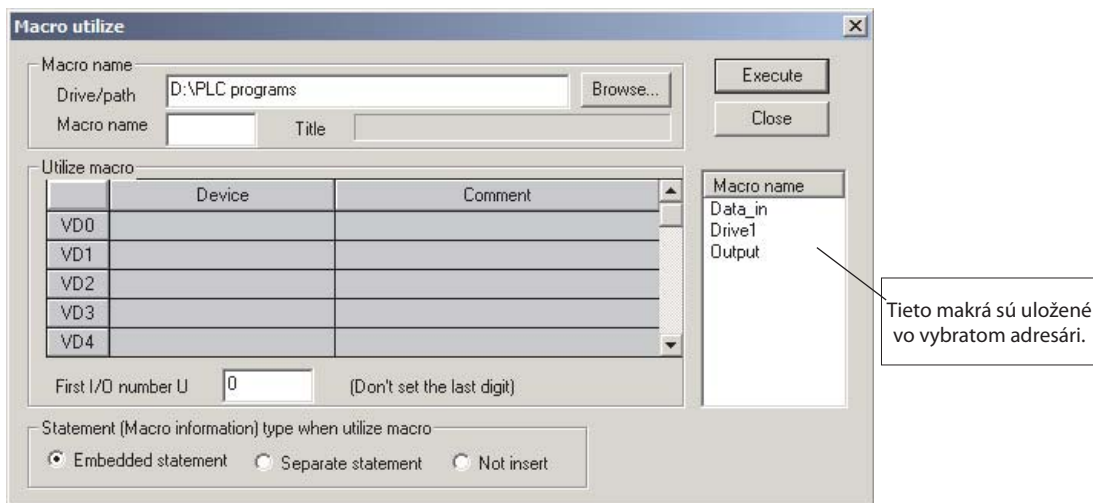 Macro utilize
Macro name
Drive/path D:\PLC programs Browse...
Macro name Title
Execute
Close
Utilize macro
Device Comment
VD0
VD1
VD2
VD3
VD4
First I/O number U 0 (Don't set the last digit)
Macro name
Data_in
Drive1
Output
Tieto makrá sú uložené
vo vybratom adresári.
Statement (Macro information) type when utilize macro
Embedded statement Separate statement Not insert